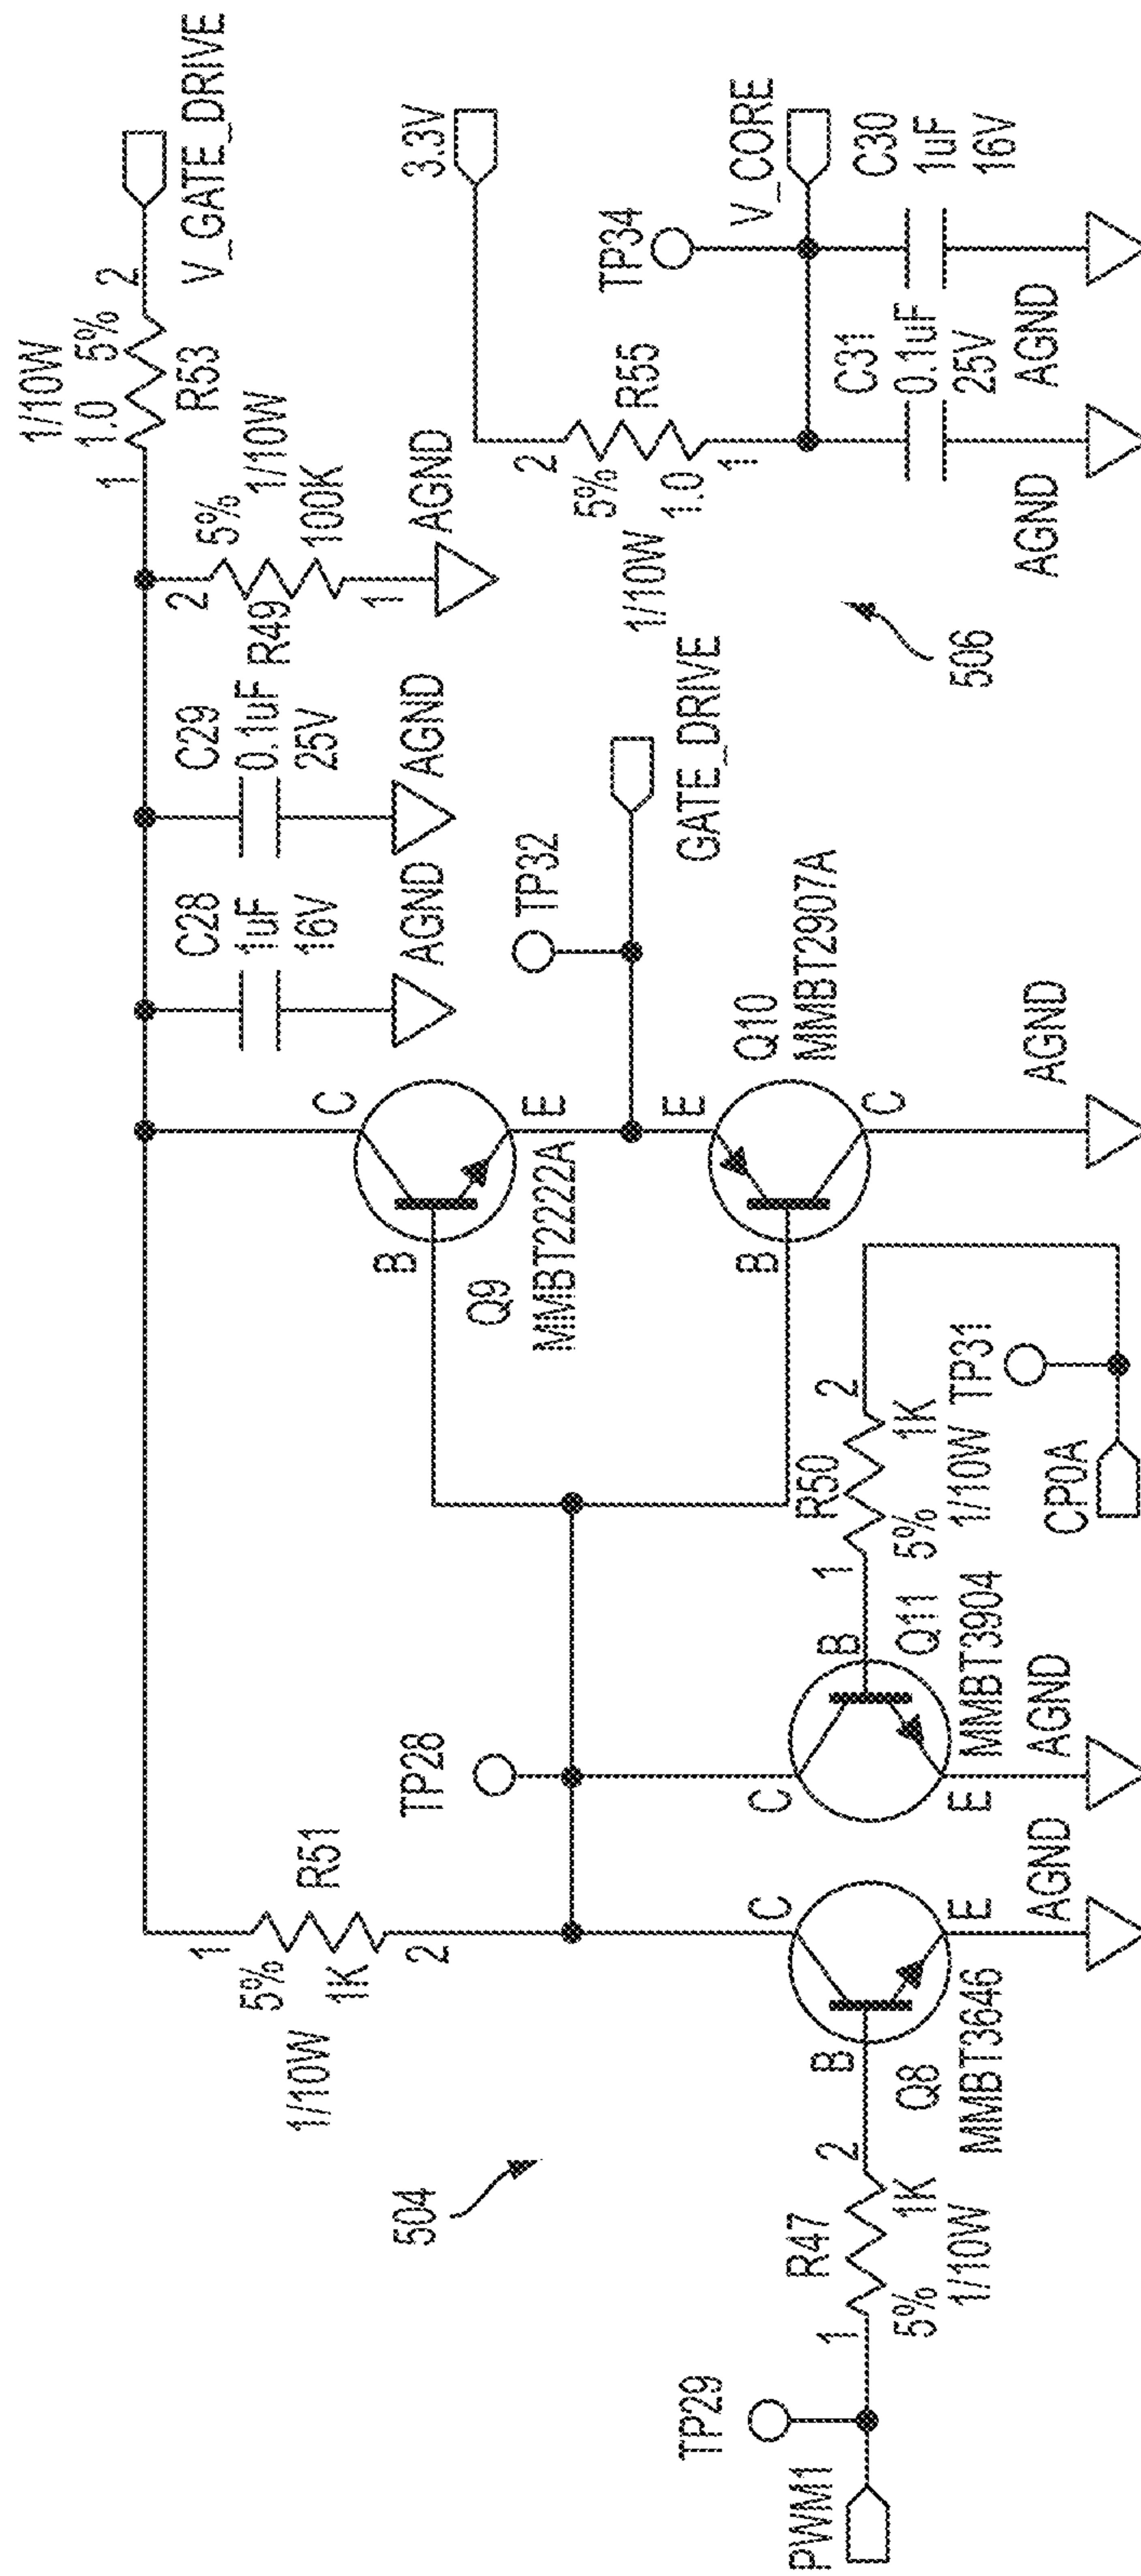 1/10W
1.0 5%
1
2
R53
V_GATE_DRIVE
C28
1uF
16V
AGND
C29
0.1uF
25V
AGND
2
5%
1/10W
R49
100K
1
AGND
3.3V
1
5%
1K
1/10W
R51
2
504
TP28
C
B
E
Q9
MMBT2222A
TP32
GATE_DRIVE
2
5%
R55
1/10W
1.0
1
TP34
V_CORE
506
C31
0.1uF
25V
AGND
C30
1uF
16V
AGND
TP29
PWM1
R47
1
2
5%
1K
1/10W
C
B
E
Q8
MMBT3646
AGND
C
B
E
Q11
MMBT3904
AGND
R50
1
2
5%
1K
1/10W
TP31
CP0A
E
B
C
Q10
MMBT2907A
AGND